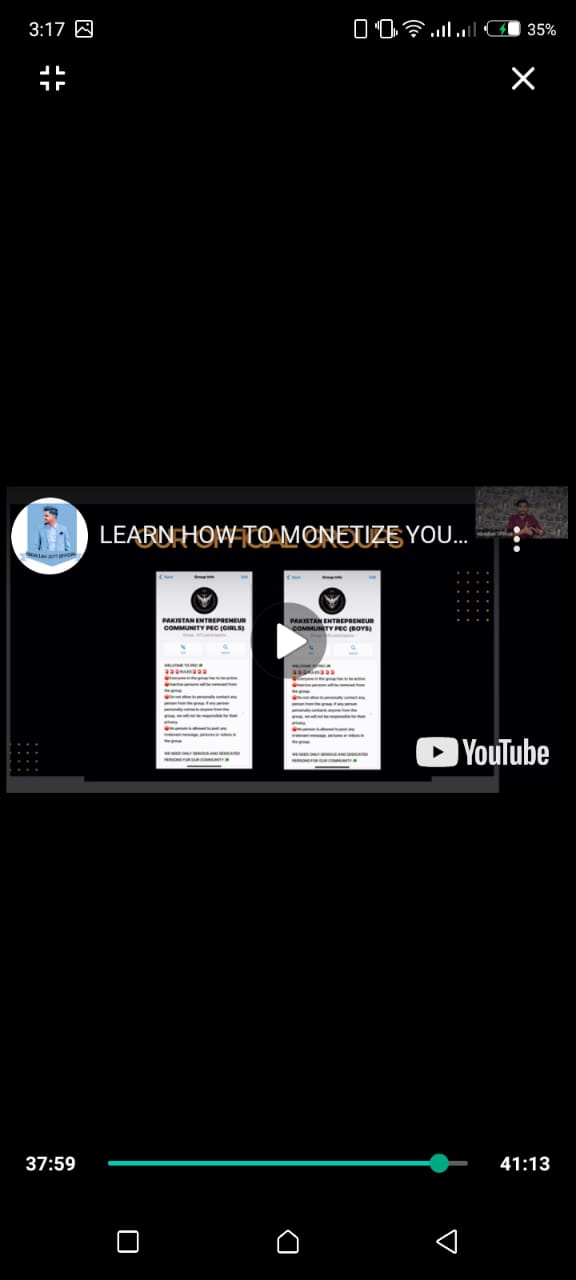 3:17
35%
LEARN HOW TO MONETIZE YOU...
OUR OFFICIAL GROUPS
Group Info
Edit
PAKISTAN ENTREPRENEUR
COMMUNITY PEC (GIRLS)
WELCOME TO PEC
RULES
Everyone in the group has to be active.
Inactive persons will be removed from
the group.
Do not allow to personally contact any
person from the group. if any person
personally contacts anyone from the
group, we will not be responsible for their
privacy.
No person is allowed to post any
irrelevant message, pictures or videos in
the group.
WE NEED ONLY SERIOUS AND DEDICATED
PERSONS FOR OUR COMMUNITY
Group Info
Edit
PAKISTAN ENTREPRENEUR
COMMUNITY PEC (BOYS)
WELCOME TO PEC
RULES
Everyone in the group has to be active.
Inactive persons will be removed from
the group.
Do not allow to personally contact any
person from the group. if any person
personally contacts anyone from the
group, we will not be responsible for their
privacy.
No person is allowed to post any
irrelevant message, pictures or videos in
the group.
WE NEED ONLY SERIOUS AND DEDICATED
PERSONS FOR OUR COMMUNITY
YouTube
37:59
41:13